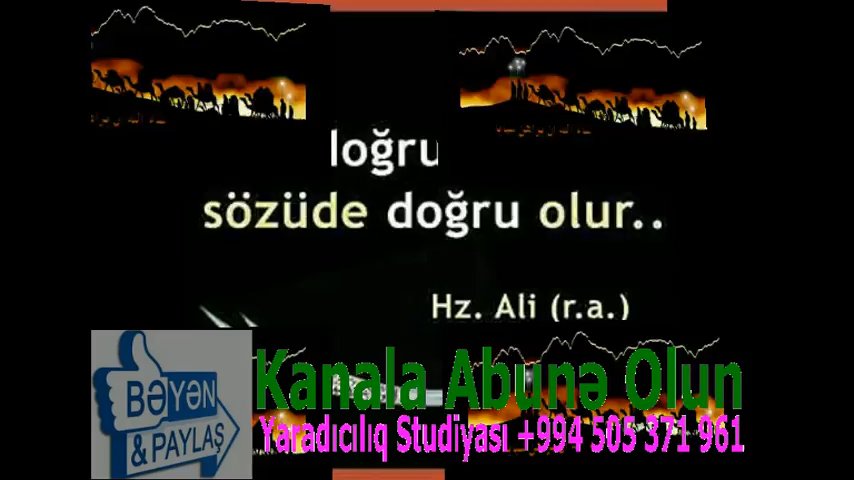 doğru
sözüde doğru olur..
Hz. Ali (r.a.)
Kanala Abunə Olun
BƏYƏN
& PAYLAŞ
Yaradıcılıq Studiyası +994 505 371 961